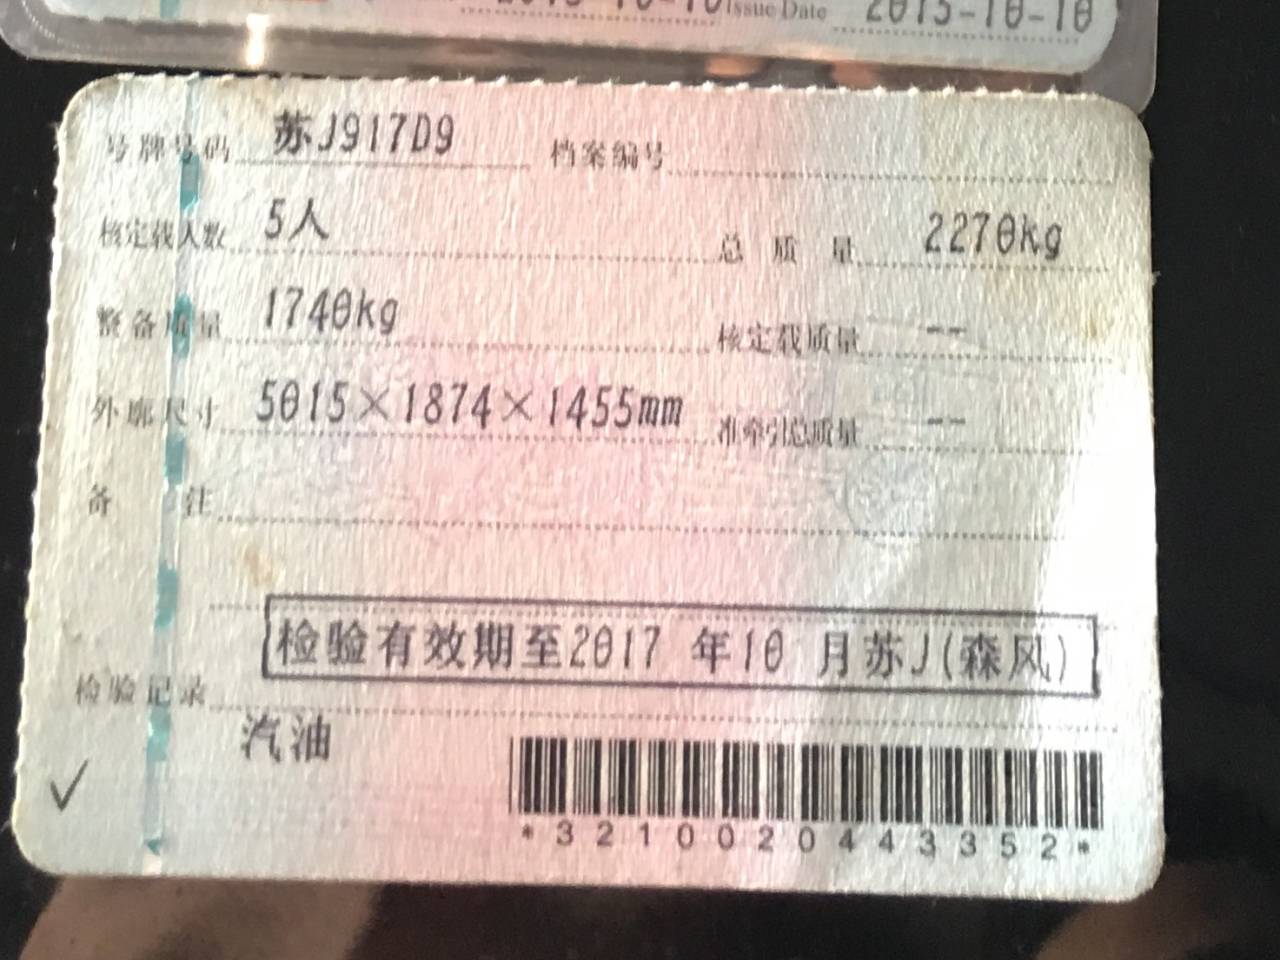 Issue Date 2015-10-10
号牌号码 苏J917D9 档案编号
核定载人数 5人 总质量 2270kg
整备质量 1740kg 核定载质量 --
外廓尺寸 5015×1874×1455mm 准牵引总质量 --
备注
检验有效期至2017 年10 月苏J(森风)
检验记录
汽油
*3210020443352*